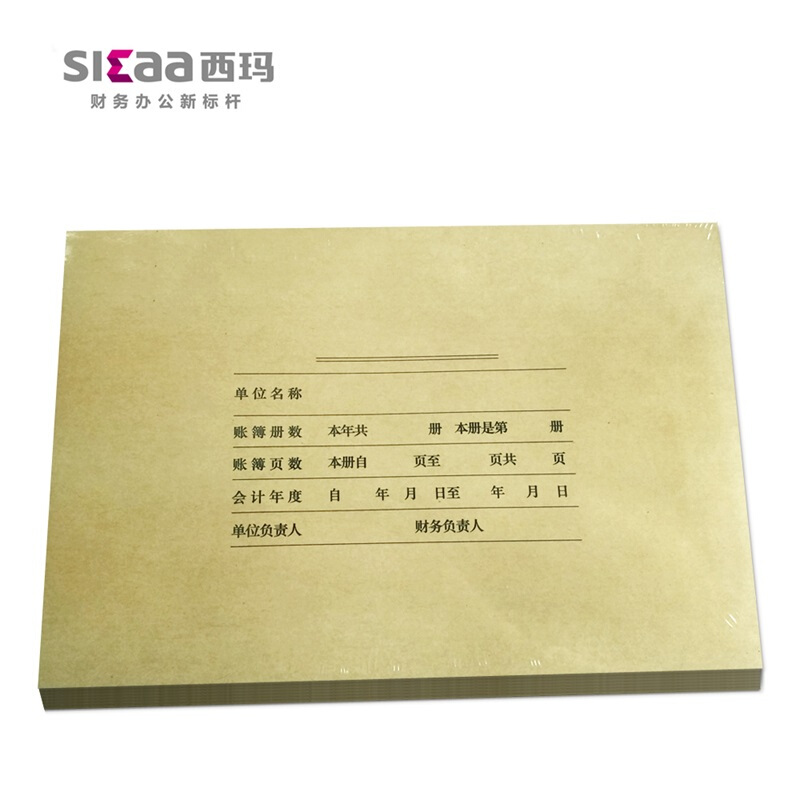 SIMAA西玛
财务办公新标杆
单位名称
账簿册数 本年共 册 本册是第 册
账簿页数 本册自 页至 页共 页
会计年度 自 年 月 日至 年 月 日
单位负责人 财务负责人